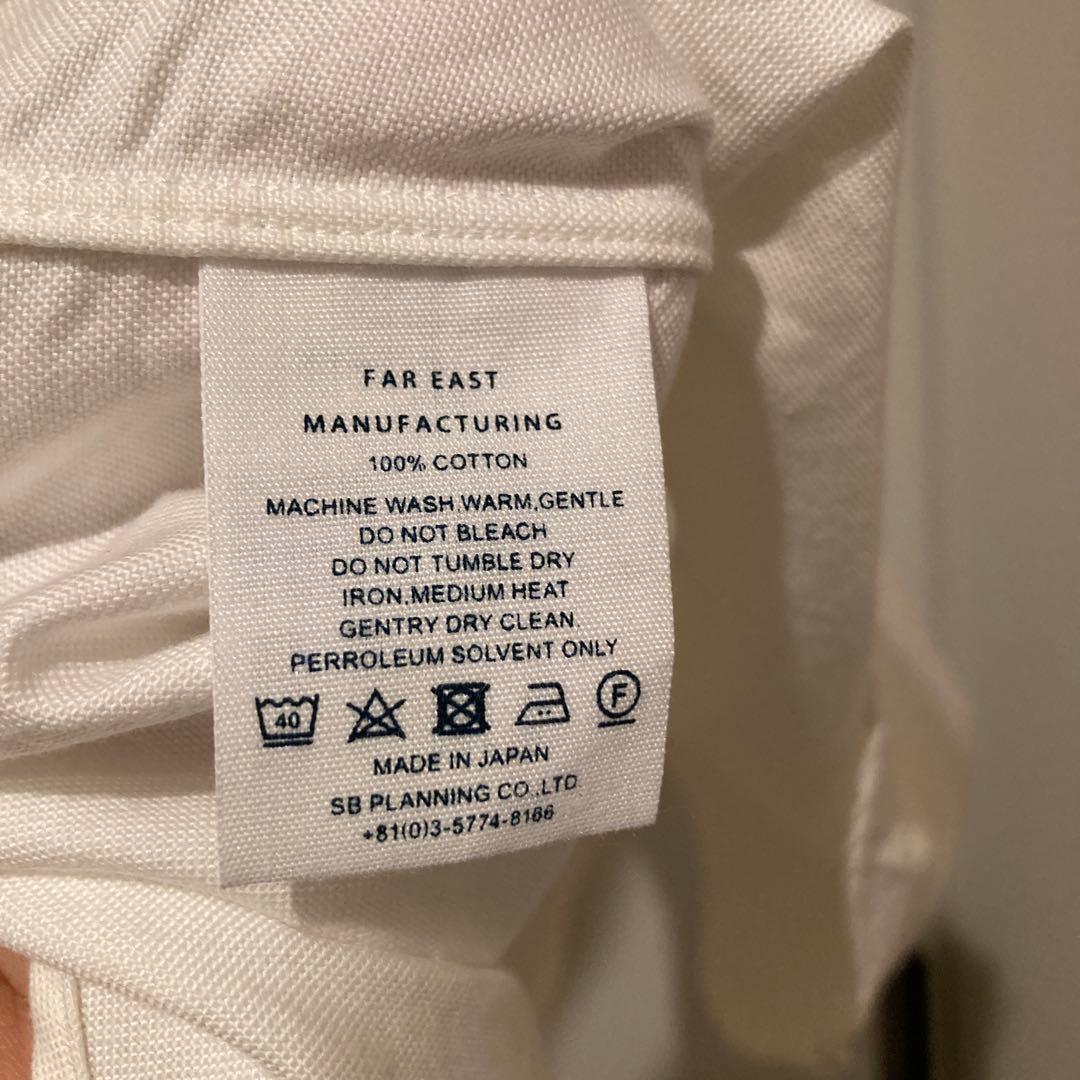 FAR EAST
MANUFACTURING
100% COTTON
MACHINE WASH.WARM.GENTLE
DO NOT BLEACH
DO NOT TUMBLE DRY
IRON.MEDIUM HEAT
GENTRY DRY CLEAN.
PERROLEUM SOLVENT ONLY
40 F
MADE IN JAPAN
SB PLANNING CO.,LTD
+81(0)3-5774-8166